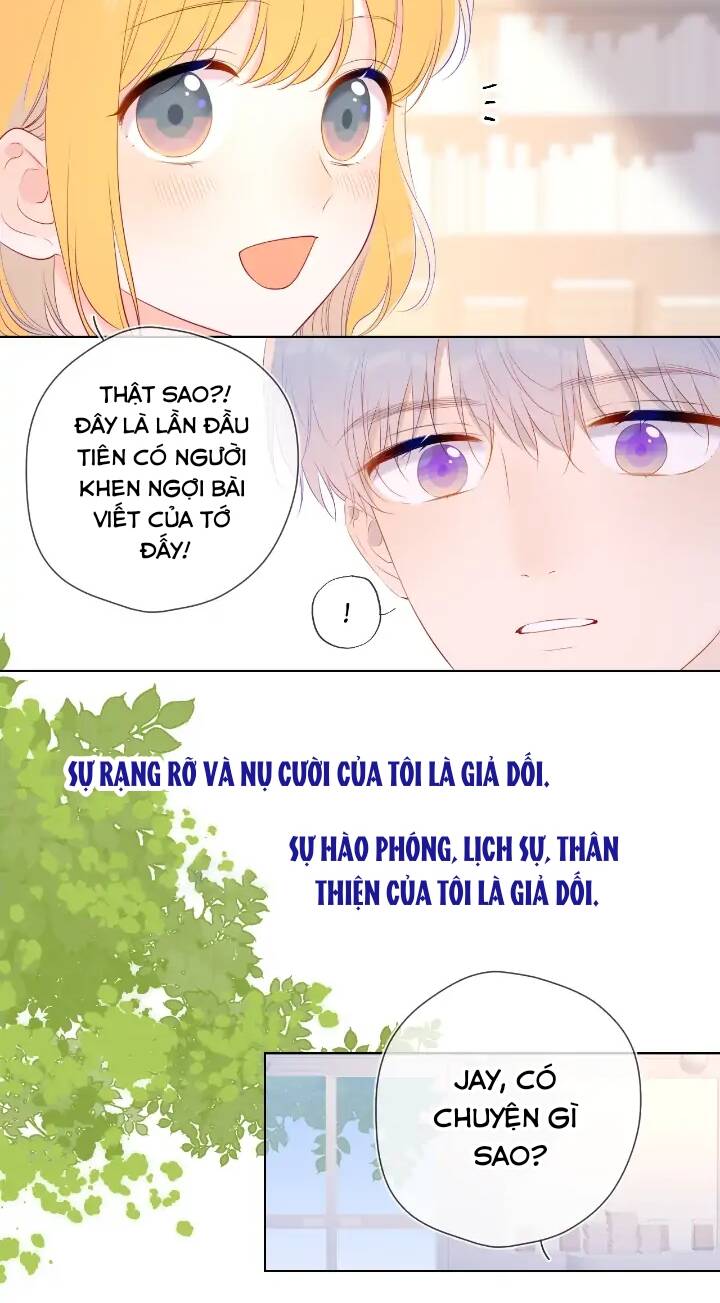 THẬT SAO?!
ĐÂY LÀ LẦN ĐẦU
TIÊN CÓ NGƯỜI
KHEN NGỢI BÀI
VIẾT CỦA TỚ
ĐẤY!
!
SỰ RẠNG RỠ VÀ NỤ CƯỜI CỦA TÔI LÀ GIẢ DỐI.
SỰ HÀO PHÓNG, LỊCH SỰ, THÂN
THIỆN CỦA TÔI LÀ GIẢ DỐI.
JAY, CÓ
CHUYỆN GÌ
SAO?